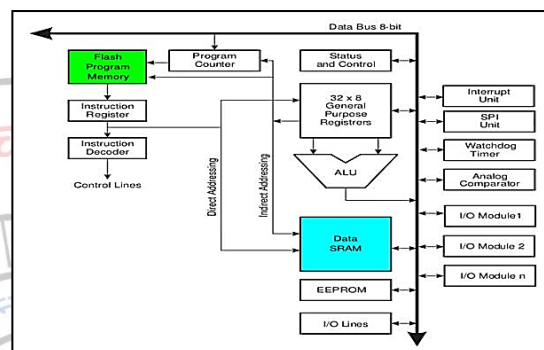 Data Bus 8-bit
Flash
Program
Memory
Program
Counter
Status
and Control
Instruction
Register
32 x 8
General
Purpose
Registrers
Interrupt
Unit
SPI
Unit
Instruction
Decoder
Watchdog
Timer
Control Lines
Direct Addressing
Indirect Addressing
ALU
Analog
Comparator
I/O Module1
Data
SRAM
I/O Module 2
I/O Module n
EEPROM
I/O Lines